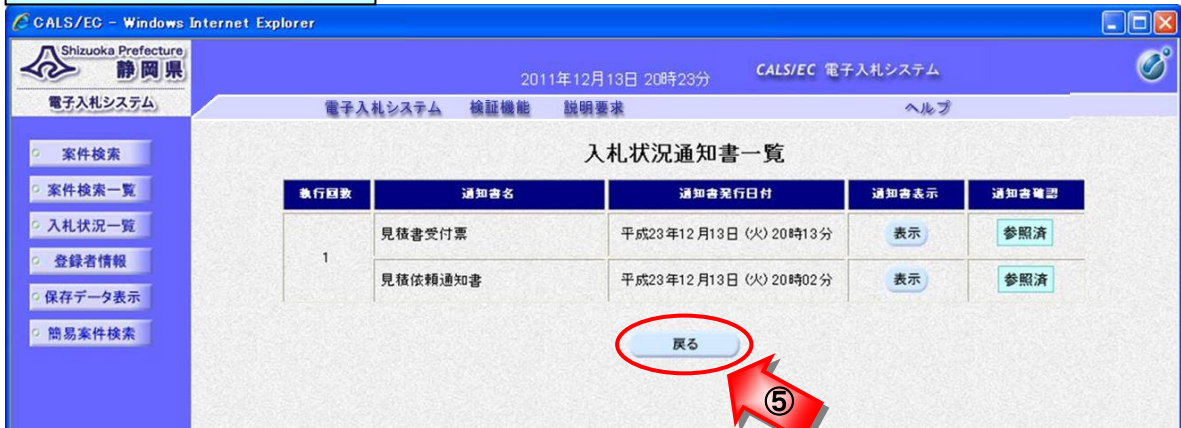 CALS/EC - Windows Internet Explorer
Shizuoka Prefecture
静岡県
2011年12月13日 20時23分
CALS/EC 電子入札システム
電子入札システム
電子入札システム 検証機能 説明要求 ヘルプ
案件検索
案件検索一覧
入札状況一覧
登録者情報
保存データ表示
簡易案件検索
入札状況通知書一覧
執行回数 通知書名 通知書発行日付 通知書表示 通知書確認
1
見積書受付票 平成23年12月13日 (火) 20時13分 表示 参照済
見積依頼通知書 平成23年12月13日 (火) 20時02分 表示 参照済
戻る
⑤